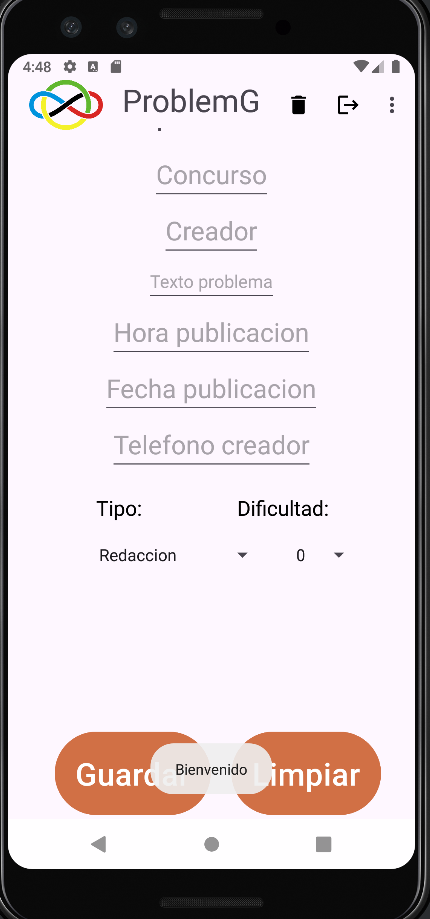 4:48
ProblemG
Concurso
Creador
Texto problema
Hora publicacion
Fecha publicacion
Telefono creador
Tipo: Dificultad:
Redaccion 0
Guardar Limpiar
Bienvenido